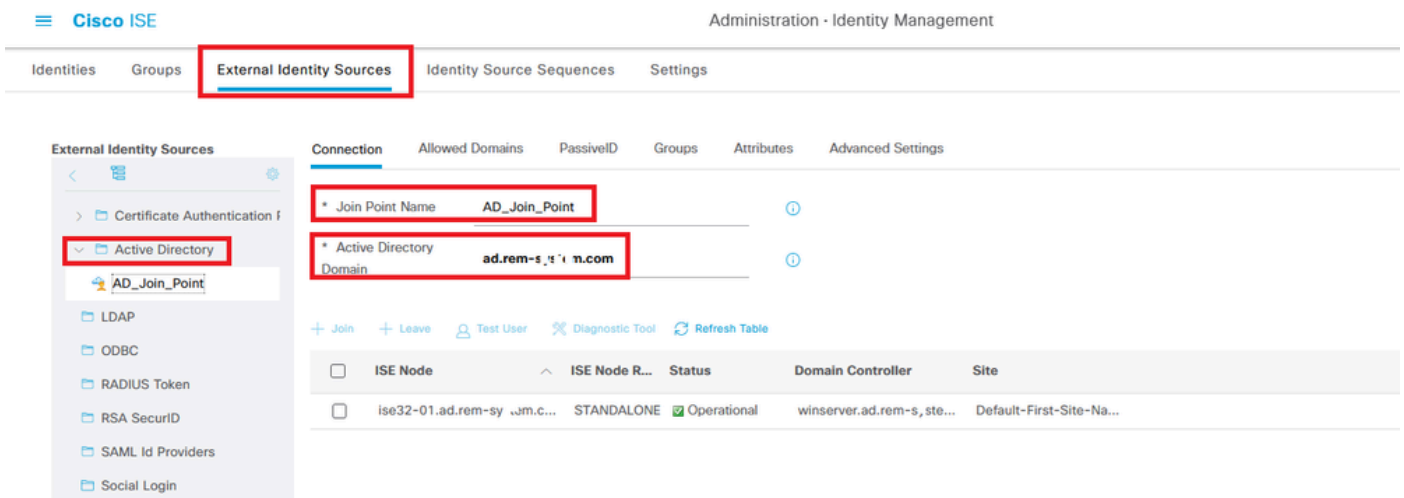 Cisco ISE
Administration · Identity Management
Identities Groups External Identity Sources Identity Source Sequences Settings
External Identity Sources
Certificate Authentication F
Active Directory
AD_Join_Point
LDAP
ODBC
RADIUS Token
RSA SecurID
SAML Id Providers
Social Login
Connection Allowed Domains PassiveID Groups Attributes Advanced Settings
* Join Point Name AD_Join_Point
* Active Directory
Domain
+ Join + Leave Test User Diagnostic Tool Refresh Table
ISE Node ISE Node R... Status Domain Controller Site
STANDALONE Operational Default-First-Site-Na...